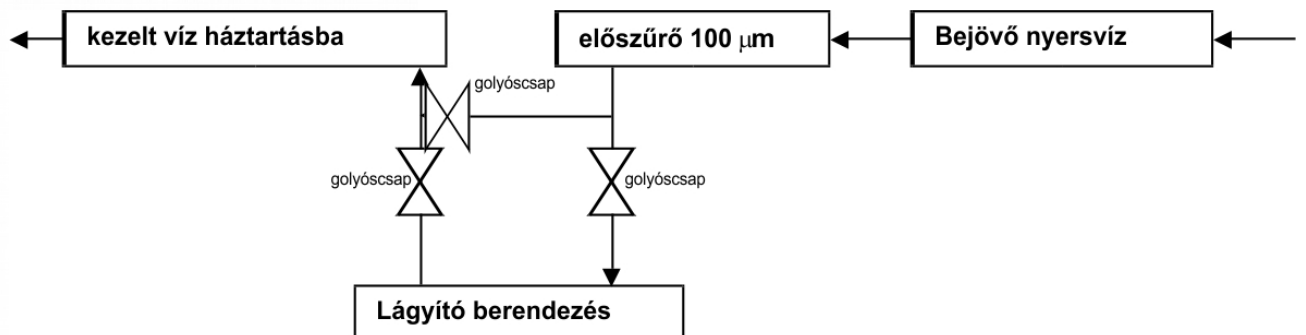 kezelt víz háztartásba
előszűrő 100 μm
Bejövő nyersvíz
golyóscsap
golyóscsap
golyóscsap
Lágyító berendezés